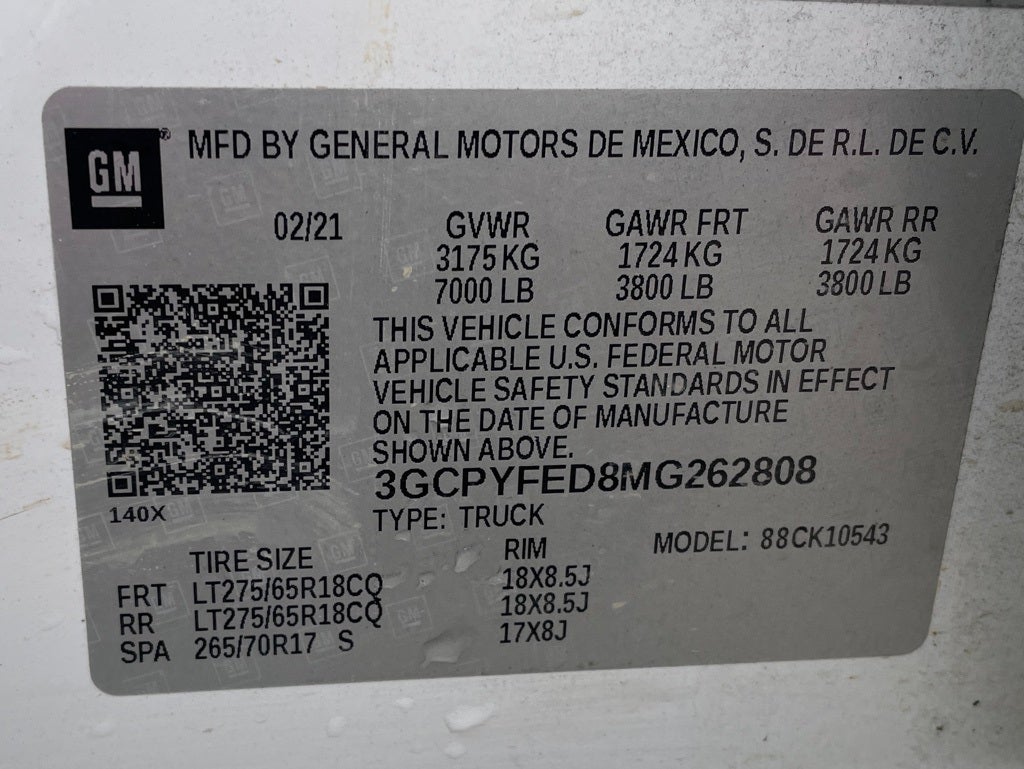 GM® MFD BY GENERAL MOTORS DE MEXICO, S. DE R.L. DE C.V.
02/21 GVWR GAWR FRT GAWR RR
3175 KG 1724 KG 1724 KG
7000 LB 3800 LB 3800 LB
THIS VEHICLE CONFORMS TO ALL
APPLICABLE U.S. FEDERAL MOTOR
VEHICLE SAFETY STANDARDS IN EFFECT
ON THE DATE OF MANUFACTURE
SHOWN ABOVE.
3GCPYFED8MG262808
140X TYPE: TRUCK MODEL: 88CK10543
TIRE SIZE RIM
FRT LT275/65R18CQ 18X8.5J
RR LT275/65R18CQ 18X8.5J
SPA 265/70R17 S 17X8J